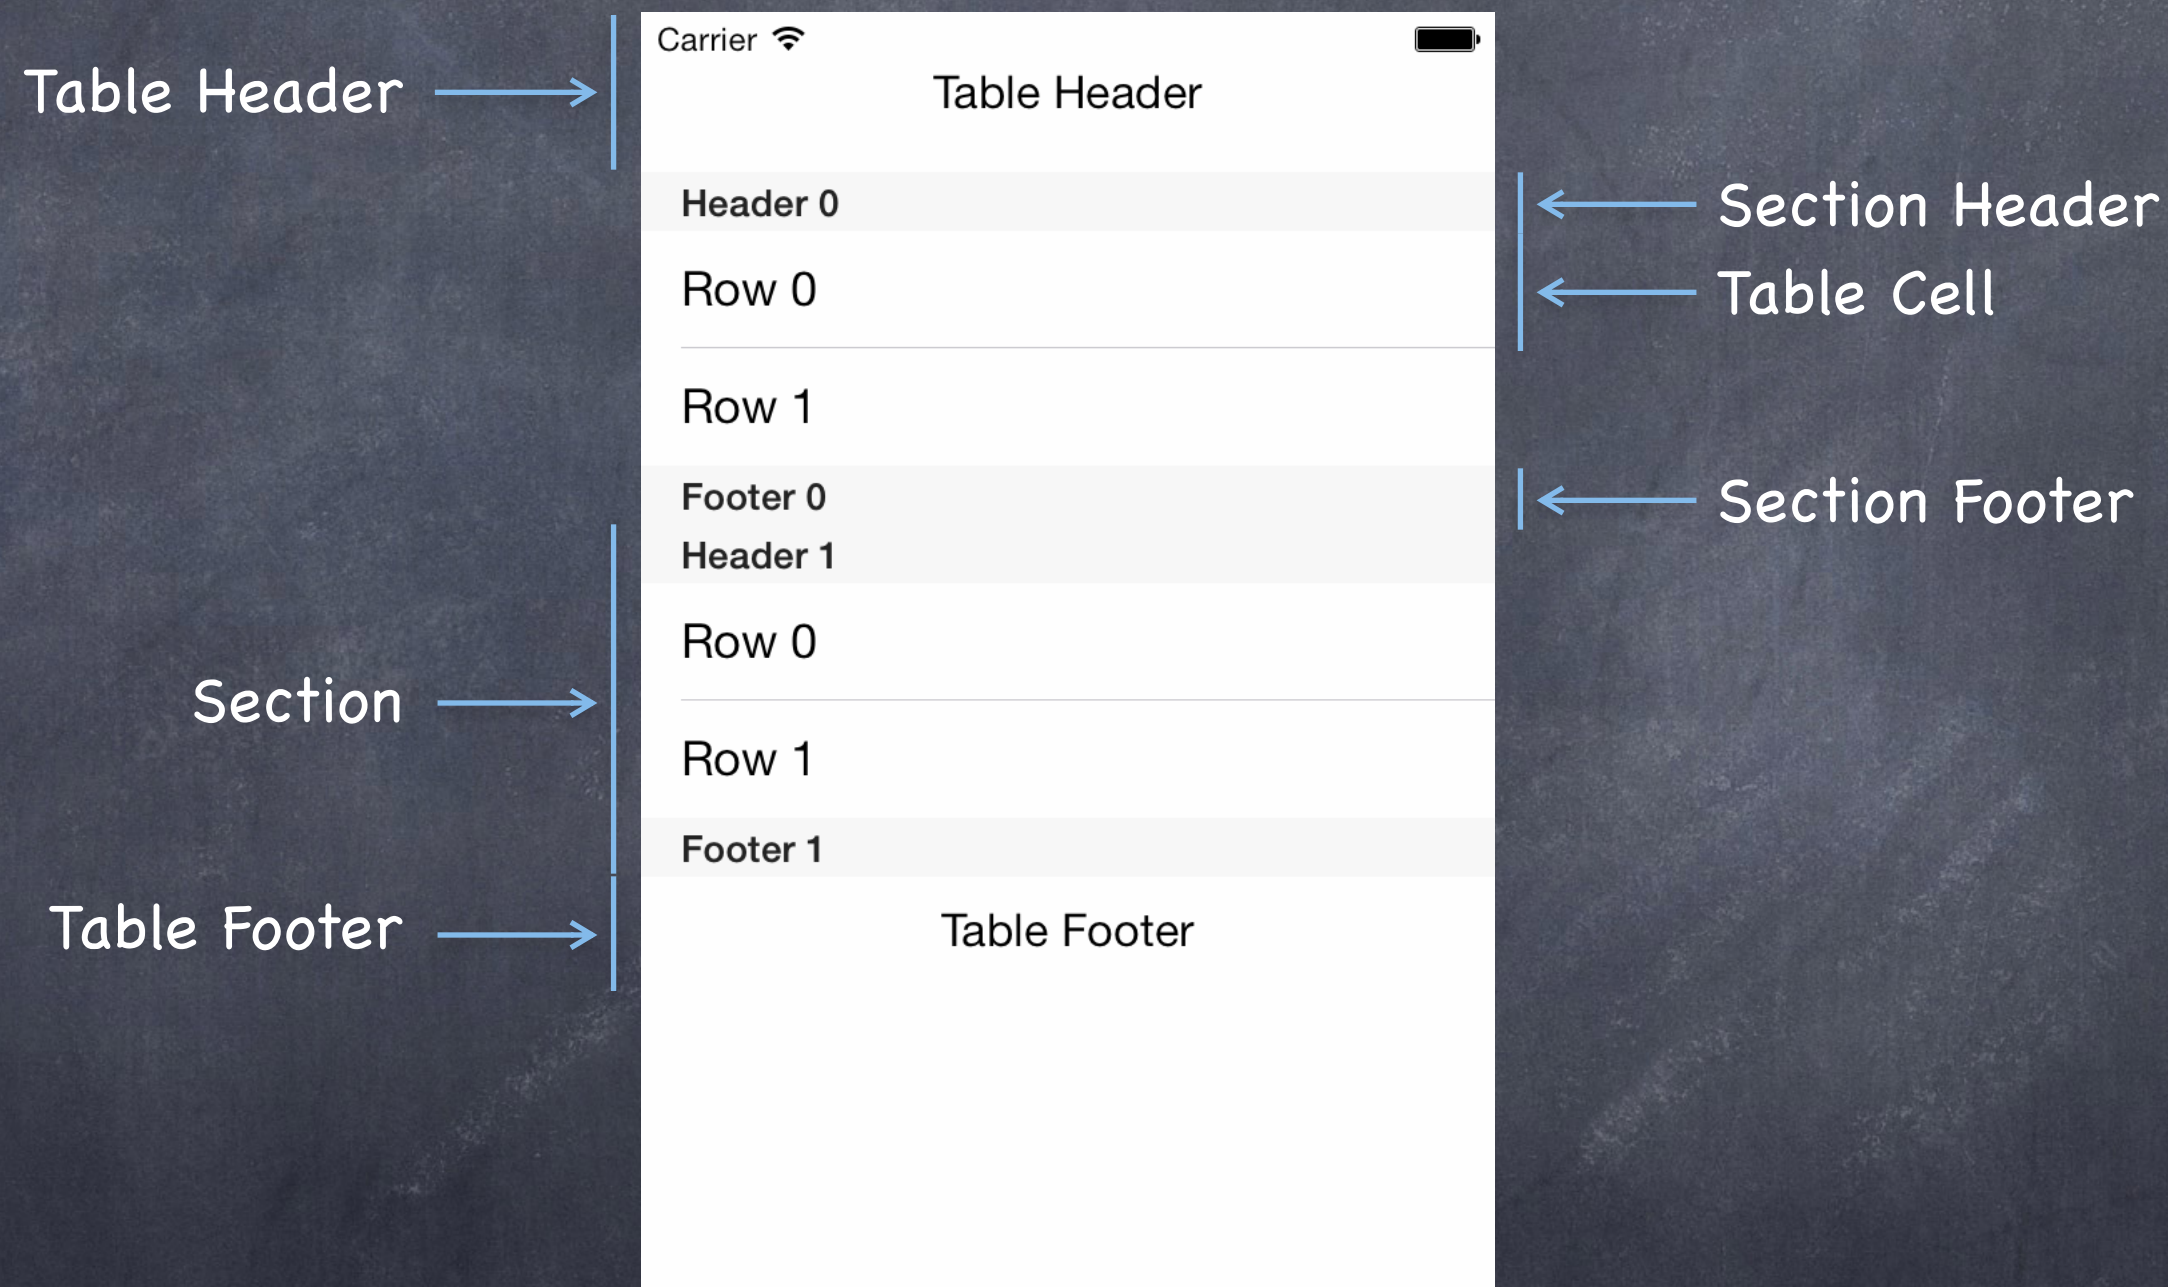 Carrier
Table Header
Table Header
Header 0
Section Header
Row 0
Table Cell
Row 1
Footer 0
Section Footer
Header 1
Row 0
Section
Row 1
Footer 1
Table Footer
Table Footer